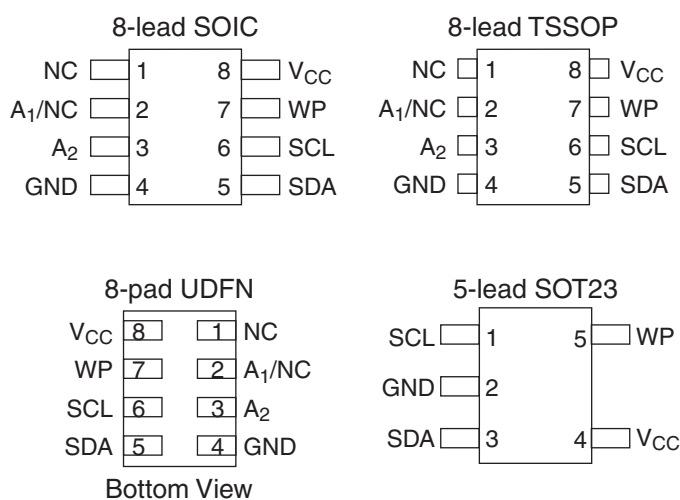 8-lead SOIC
NC 1 8 VCC
A1/NC 2 7 WP
A2 3 6 SCL
GND 4 5 SDA
8-lead TSSOP
NC 1 8 VCC
A1/NC 2 7 WP
A2 3 6 SCL
GND 4 5 SDA
8-pad UDFN
VCC 8 1 NC
WP 7 2 A1/NC
SCL 6 3 A2
SDA 5 4 GND
Bottom View
5-lead SOT23
SCL 1 5 WP
GND 2
SDA 3 4 VCC